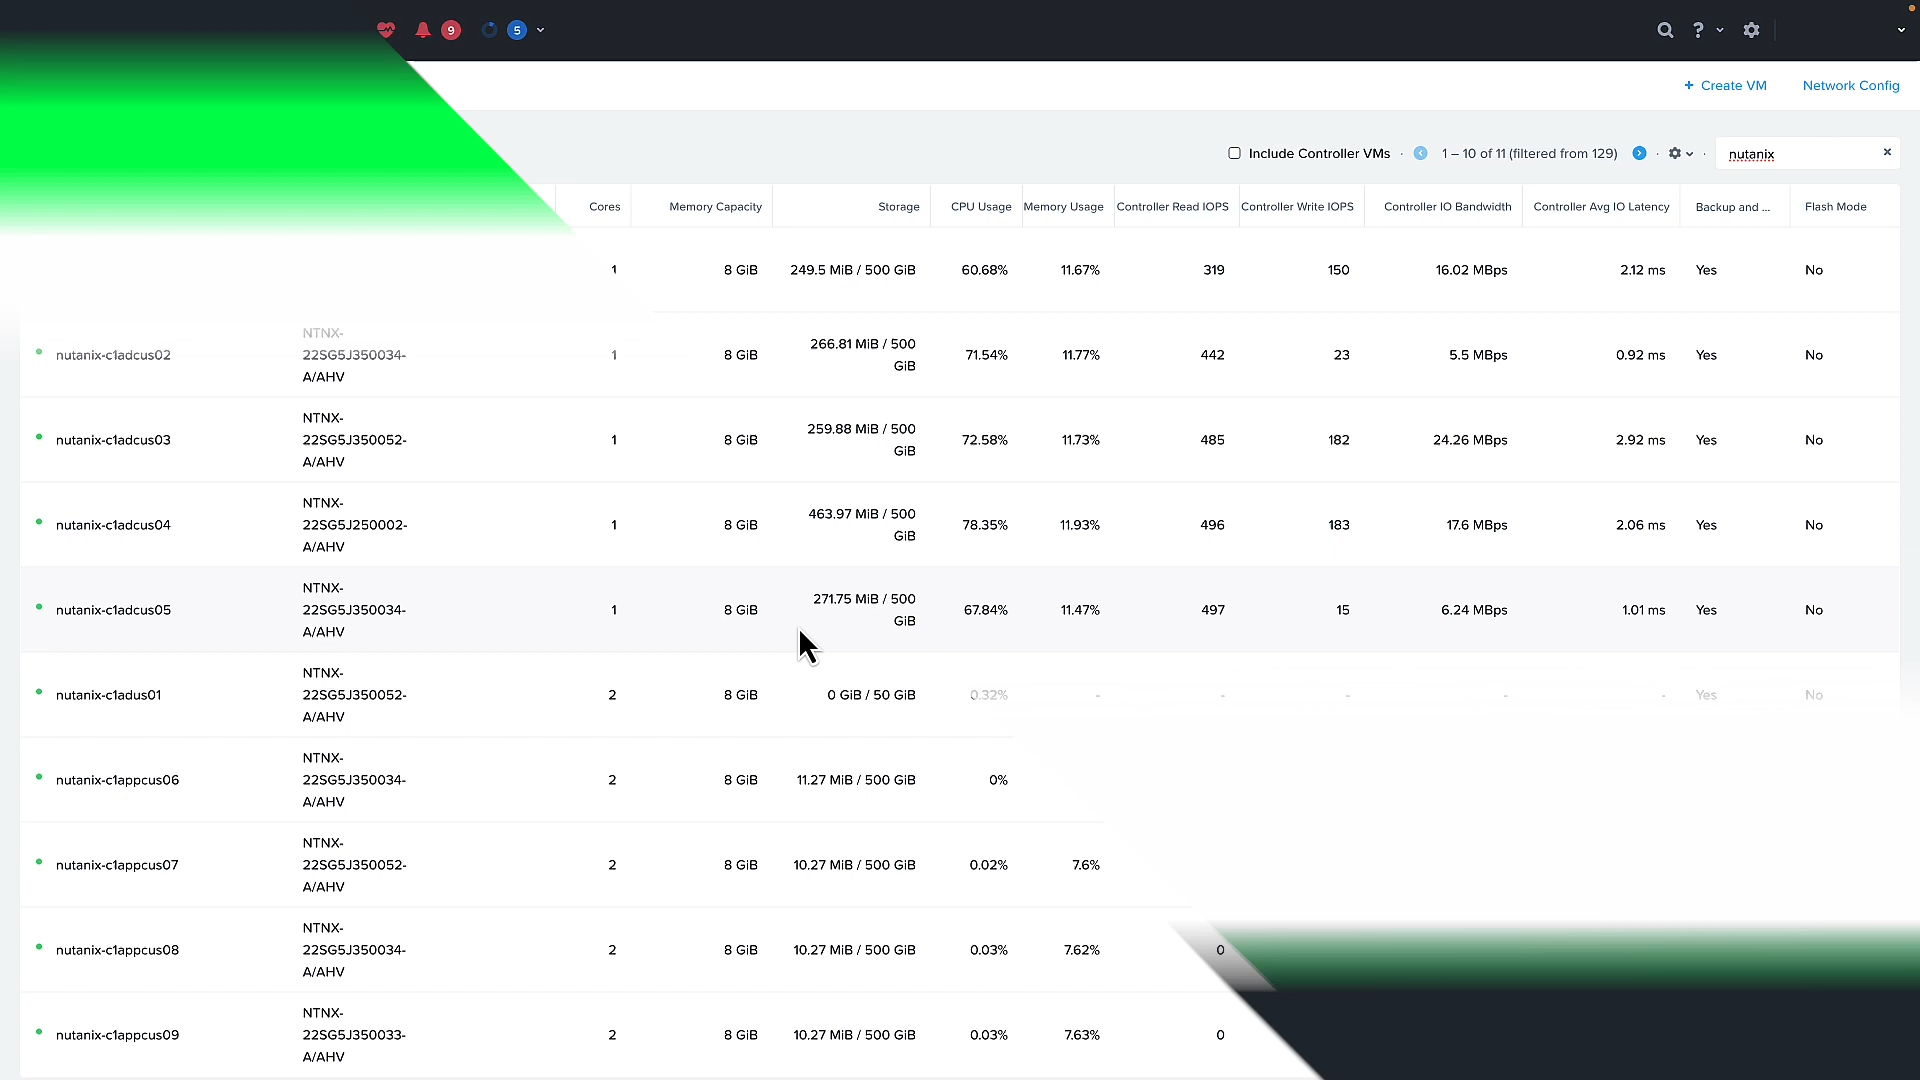 9
5
?
+ Create VM
Network Config
Include Controller VMs
·
1 – 10 of 11 (filtered from 129)
·
·
nutanix
×
Cores
Memory Capacity
Storage
CPU Usage
Memory Usage
Controller Read IOPS
Controller Write IOPS
Controller IO Bandwidth
Controller Avg IO Latency
Backup and ...
Flash Mode
1
8 GiB
249.5 MiB / 500 GiB
60.68%
11.67%
319
150
16.02 MBps
2.12 ms
Yes
No
nutanix-c1adcus02
NTNX-
22SG5J350034-
A/AHV
1
8 GiB
266.81 MiB / 500
GiB
71.54%
11.77%
442
23
5.5 MBps
0.92 ms
Yes
No
nutanix-c1adcus03
NTNX-
22SG5J350052-
A/AHV
1
8 GiB
259.88 MiB / 500
GiB
72.58%
11.73%
485
182
24.26 MBps
2.92 ms
Yes
No
nutanix-c1adcus04
NTNX-
22SG5J250002-
A/AHV
1
8 GiB
463.97 MiB / 500
GiB
78.35%
11.93%
496
183
17.6 MBps
2.06 ms
Yes
No
nutanix-c1adcus05
NTNX-
22SG5J350034-
A/AHV
1
8 GiB
271.75 MiB / 500
GiB
67.84%
11.47%
497
15
6.24 MBps
1.01 ms
Yes
No
nutanix-c1adus01
NTNX-
22SG5J350052-
A/AHV
2
8 GiB
0 GiB / 50 GiB
0.32%
-
-
-
-
-
Yes
No
nutanix-c1appcus06
NTNX-
22SG5J350034-
A/AHV
2
8 GiB
11.27 MiB / 500 GiB
0%
nutanix-c1appcus07
NTNX-
22SG5J350052-
A/AHV
2
8 GiB
10.27 MiB / 500 GiB
0.02%
7.6%
nutanix-c1appcus08
NTNX-
22SG5J350034-
A/AHV
2
8 GiB
10.27 MiB / 500 GiB
0.03%
7.62%
0
nutanix-c1appcus09
NTNX-
22SG5J350033-
A/AHV
2
8 GiB
10.27 MiB / 500 GiB
0.03%
7.63%
0